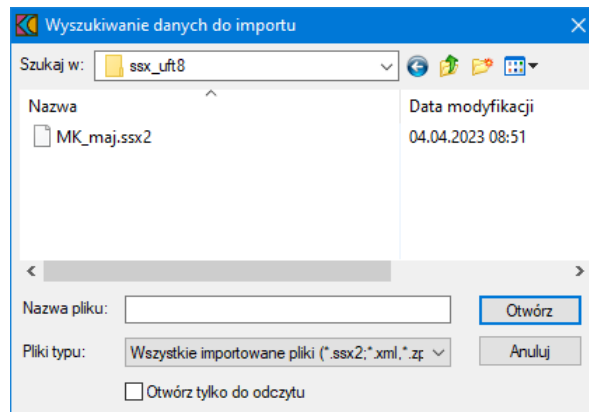 Wyszukiwanie danych do importu
Szukaj w: ssx_uft8
Nazwa Data modyfikacji
MK_maj.ssx2 04.04.2023 08:51
Nazwa pliku: Otwórz
Pliki typu: Wszystkie importowane pliki (*.ssx2;*.xml,*.zp Anuluj
Otwórz tylko do odczytu